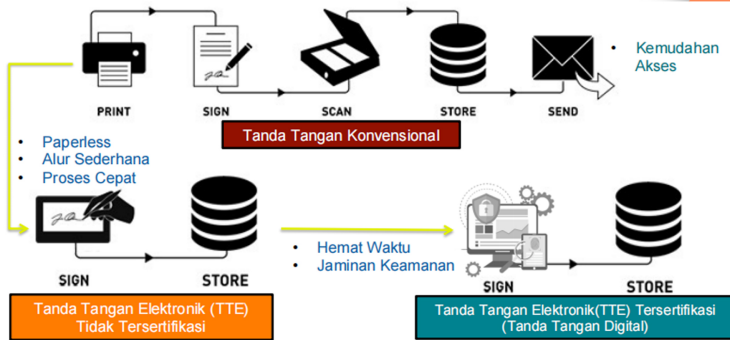 PRINT
SIGN
SCAN
STORE
SEND
• Kemudahan
Akses
Tanda Tangan Konvensional
• Paperless
• Alur Sederhana
• Proses Cepat
SIGN
STORE
• Hemat Waktu
• Jaminan Keamanan
SIGN
STORE
Tanda Tangan Elektronik (TTE)
Tidak Tersertifikasi
Tanda Tangan Elektronik(TTE) Tersertifikasi
(Tanda Tangan Digital)